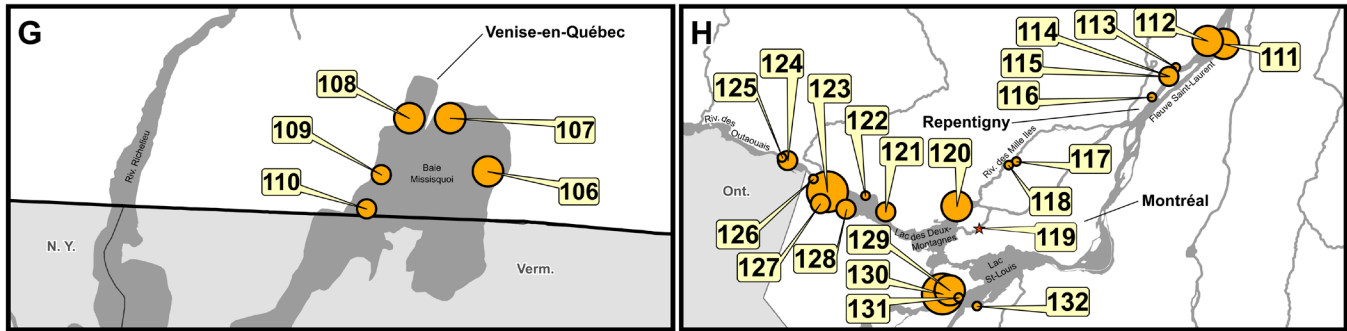 G
Venise-en-Québec
108
107
109
106
110
Riv. Richelieu
Baie
Missisquoi
N. Y.
Verm.
H
112
113
114
111
115
116
124
123
125
122
121
120
117
118
Repentigny
Fleuve Saint-Laurent
Riv. des
Outaouais
Riv. des Mille Iles
Ont.
Montréal
119
126
127
128
129
130
131
132
Lac des Deux-
Montagnes
Lac
St-Louis